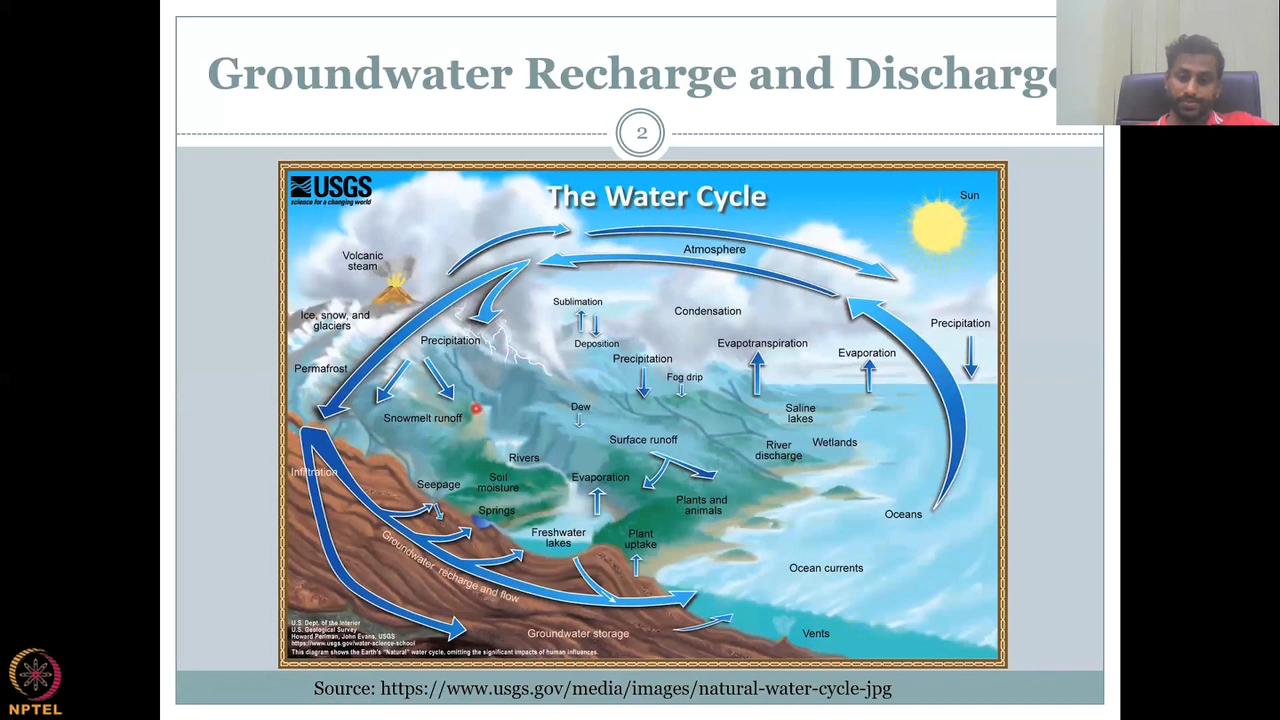 Groundwater Recharge and Discharge
2
USGS
science for a changing world
The Water Cycle
Sun
Atmosphere
Volcanic
steam
Sublimation
Condensation
Ice, snow, and
glaciers
Precipitation
Precipitation
Deposition
Evapotranspiration
Evaporation
Precipitation
Permafrost
Fog drip
Dew
Snowmelt runoff
Saline
lakes
Surface runoff
River
discharge
Wetlands
Rivers
Infiltration
Seepage
Soil
moisture
Evaporation
Plants and
animals
Springs
Oceans
Freshwater
lakes
Plant
uptake
Groundwater recharge and flow
Ocean currents
Groundwater storage
Vents
U.S. Dept. of the Interior
U.S. Geological Survey
Howard Perlman, John Evans, USGS
https://www.usgs.gov/water-science-school
This diagram shows the Earth's "Natural" water cycle, omitting the significant impacts of human influences.
Source: https://www.usgs.gov/media/images/natural-water-cycle-jpg
NPTEL